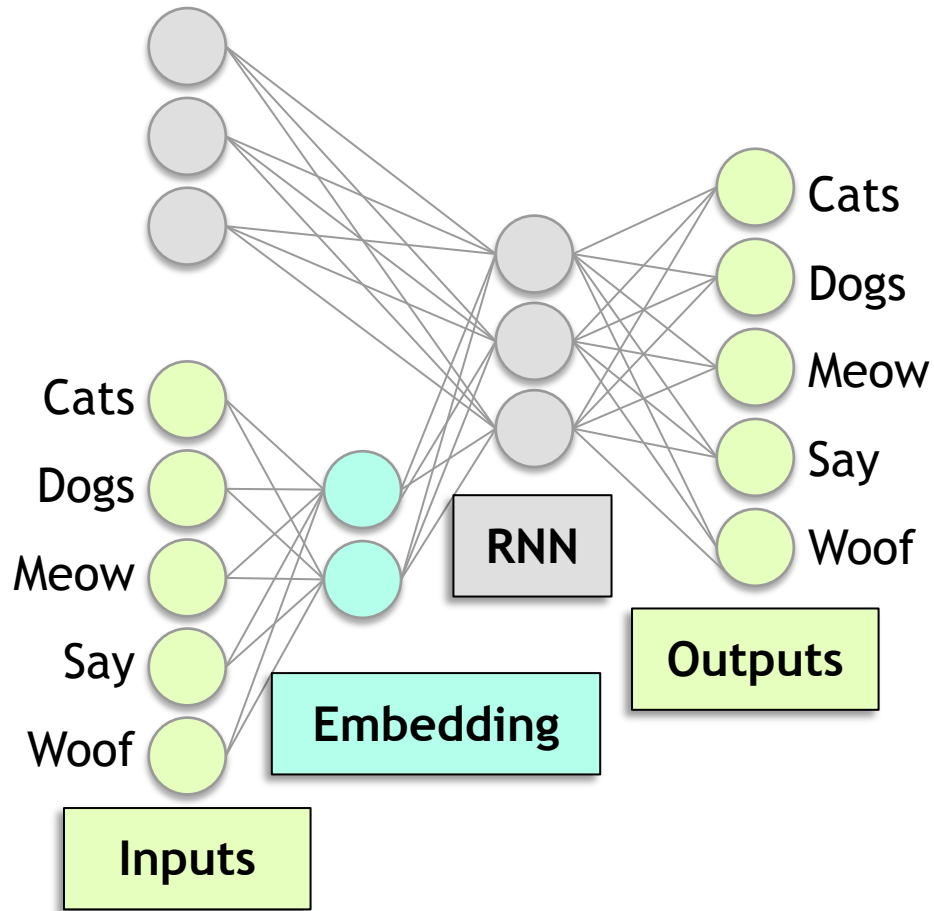 Cats
Dogs
Meow
Say
Woof
Inputs
Embedding
RNN
Cats
Dogs
Meow
Say
Woof
Outputs